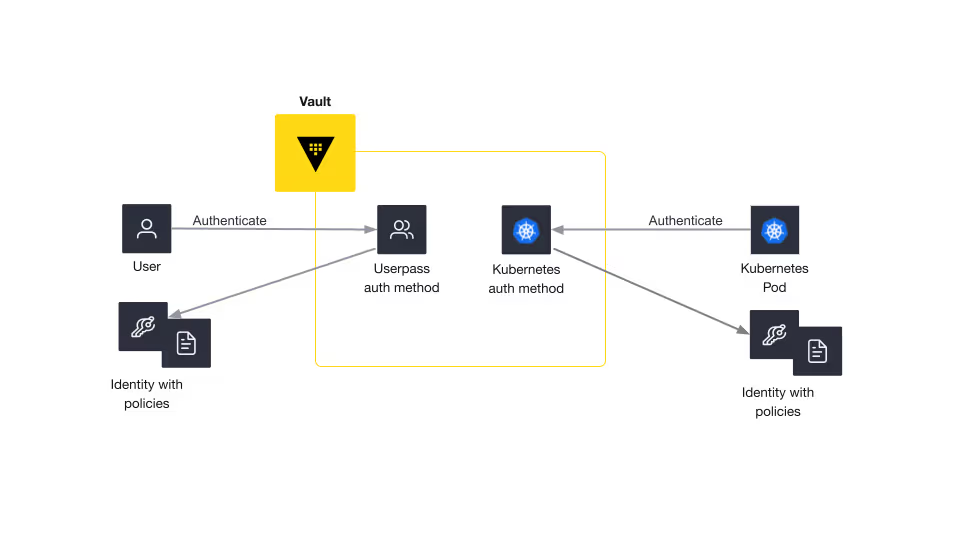 Vault
Authenticate
Authenticate
User
Userpass
auth method
Kubernetes
auth method
Kubernetes
Pod
Identity with
policies
Identity with
policies